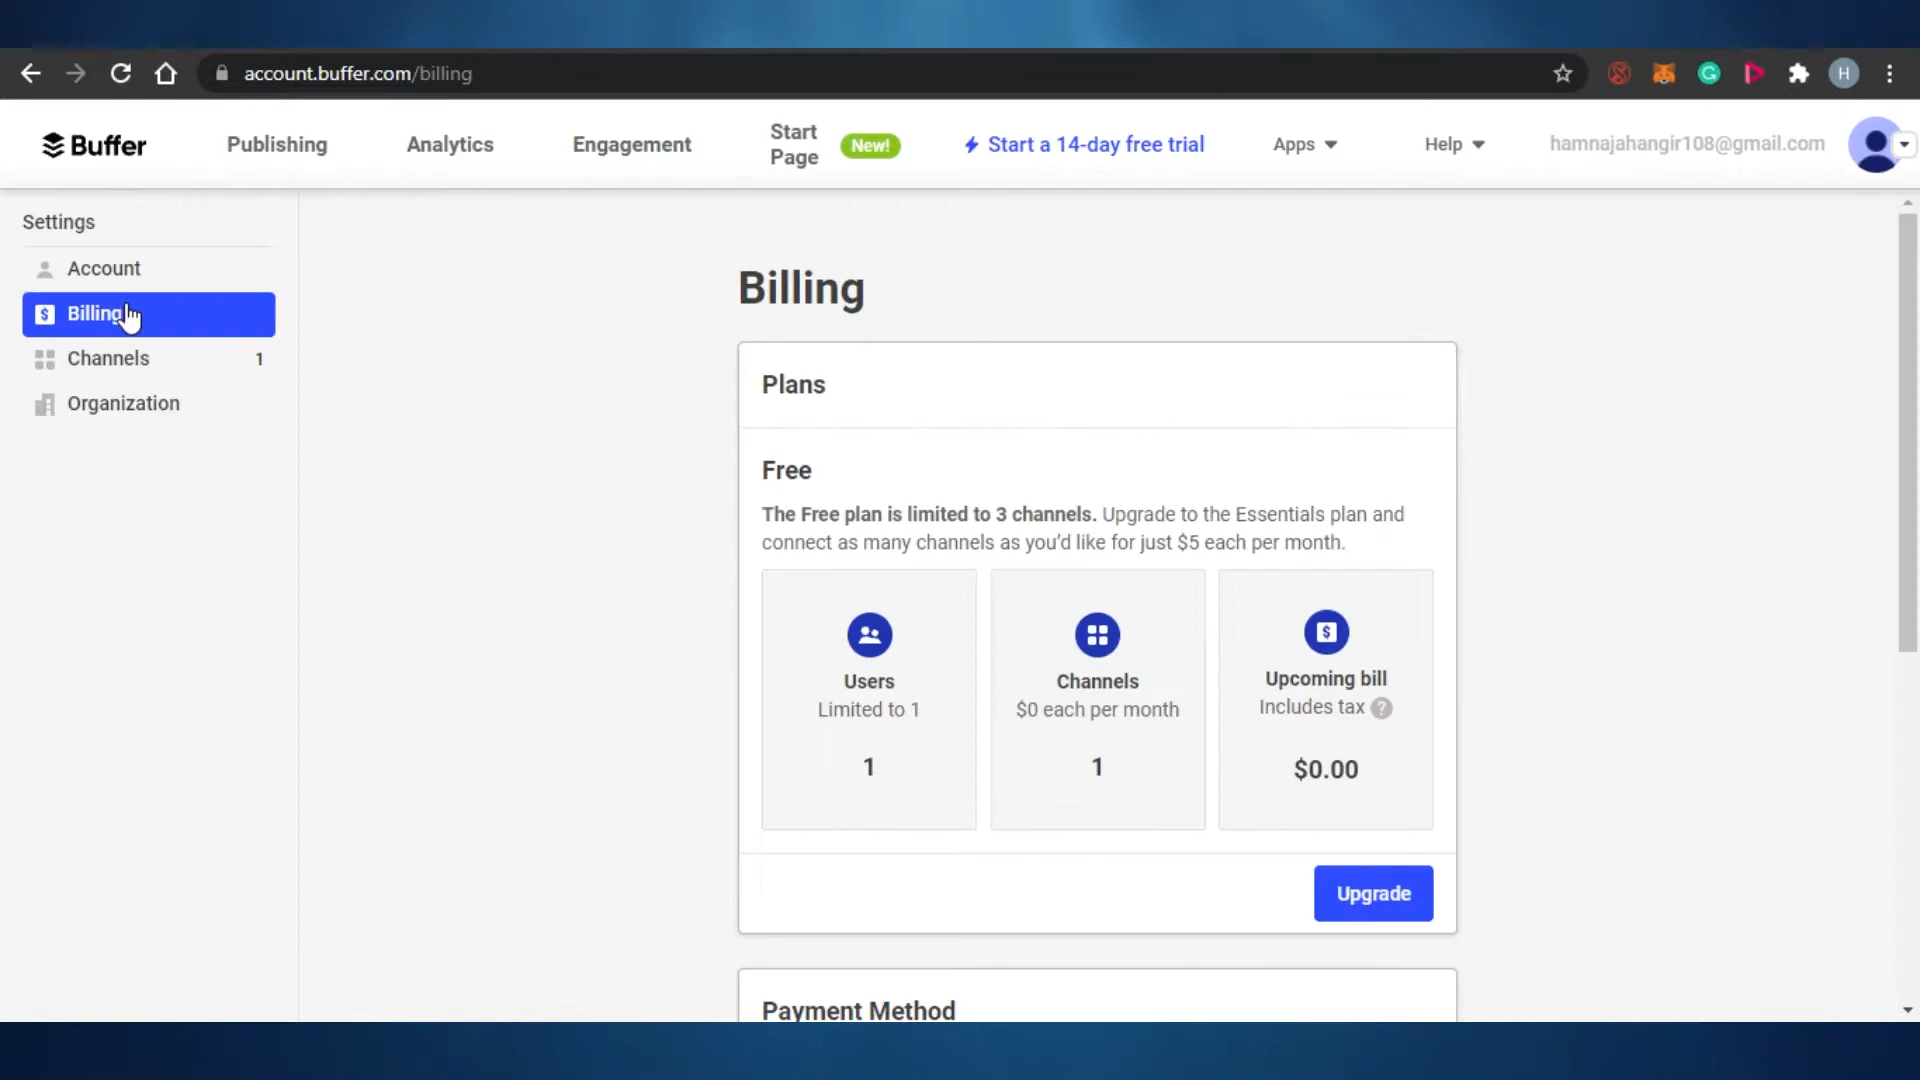 account.buffer.com/billing
H
Buffer
Publishing
Analytics
Engagement
Start
Page
New!
Start a 14-day free trial
Apps
Help
hamnajahangir108@gmail.com
Settings
Account
$ Billing
Channels 1
Organization
Billing
Plans
Free
The Free plan is limited to 3 channels. Upgrade to the Essentials plan and
connect as many channels as you'd like for just $5 each per month.
Users
Limited to 1
1
Channels
$0 each per month
1
$
Upcoming bill
Includes tax ?
$0.00
Upgrade
Payment Method